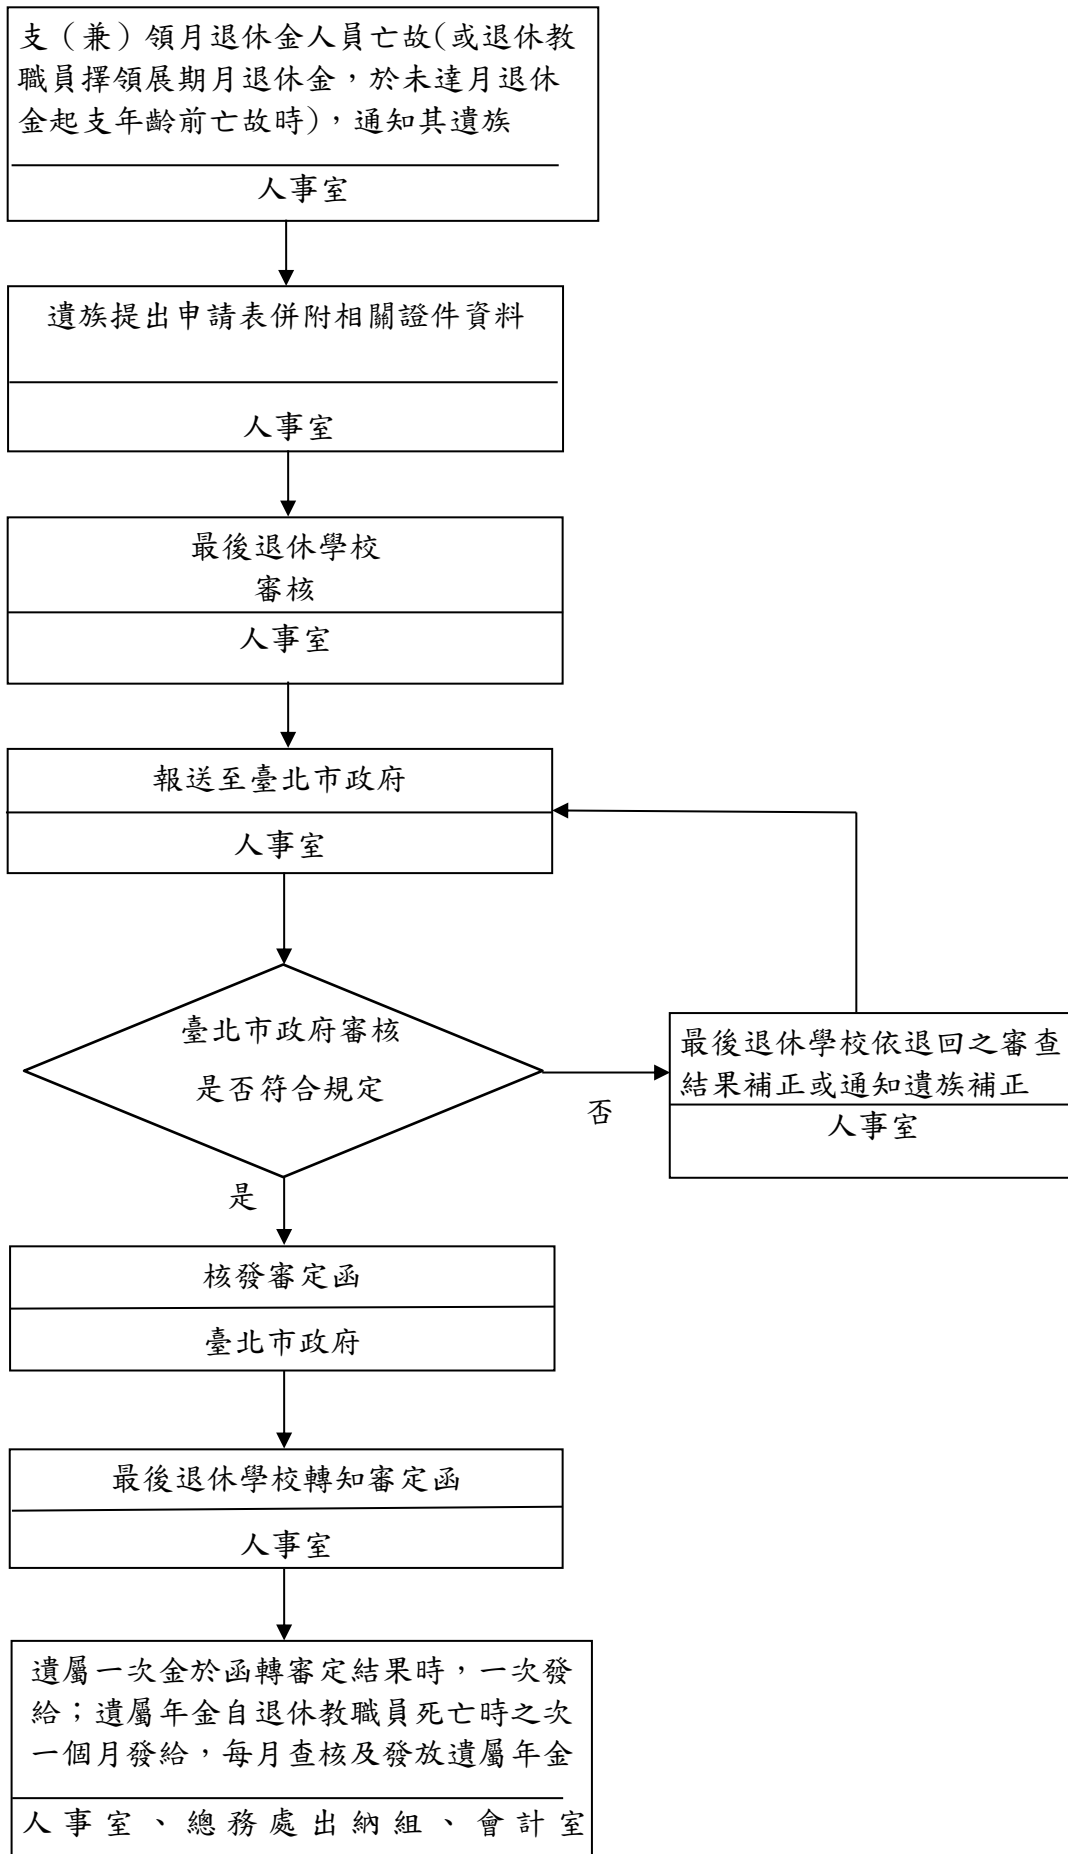 支（兼）領月退休金人員亡故(或退休教
職員擇領展期月退休金，於未達月退休
金起支年齡前亡故時)，通知其遺族
人事室
遺族提出申請表併附相關證件資料
人事室
最後退休學校
審核
人事室
報送至臺北市政府
人事室
臺北市政府審核
是否符合規定
否
最後退休學校依退回之審查
結果補正或通知遺族補正
人事室
是
核發審定函
臺北市政府
最後退休學校轉知審定函
人事室
遺屬一次金於函轉審定結果時，一次發
給；遺屬年金自退休教職員死亡時之次
一個月發給，每月查核及發放遺屬年金
人事室、總務處出納組、會計室